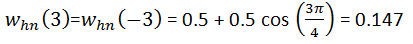 w_hn(3)=w_hn(−3) = 0.5 + 0.5 cos (3π/4) = 0.147